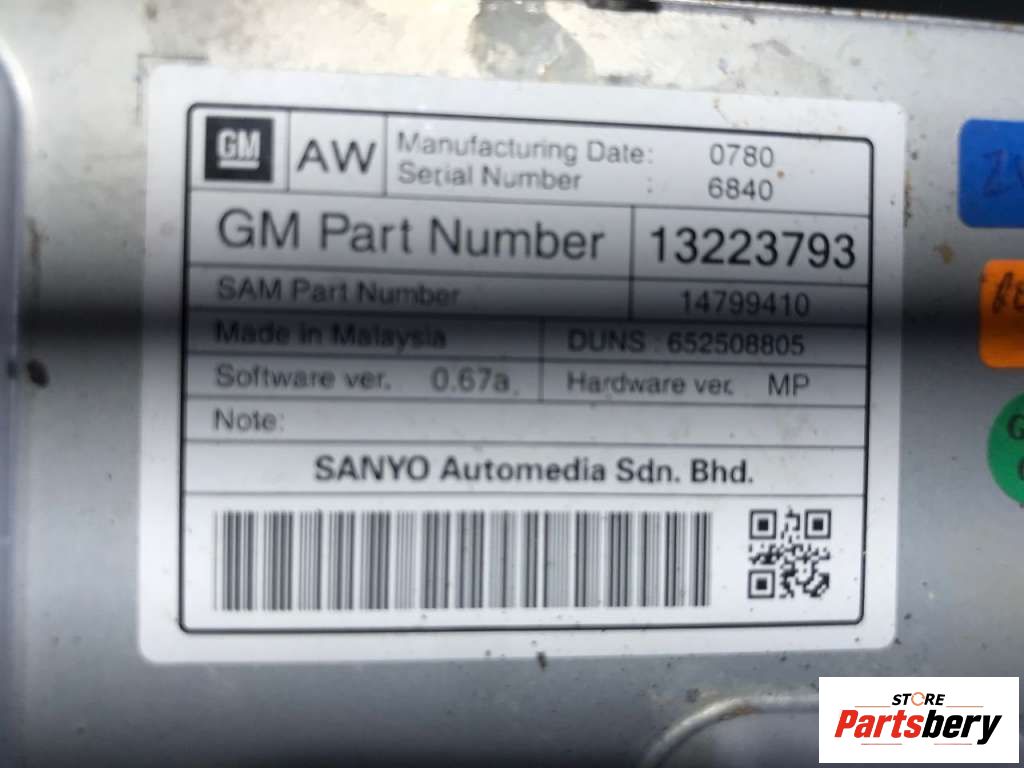 GM
AW
Manufacturing Date: 0780
Serial Number : 6840
GM Part Number 13223793
SAM Part Number 14799410
Made in Malaysia DUNS : 652508805
Software ver. 0.67a. Hardware ver. MP
Note:
SANYO Automedia Sdn. Bhd.
STORE
Partsbery